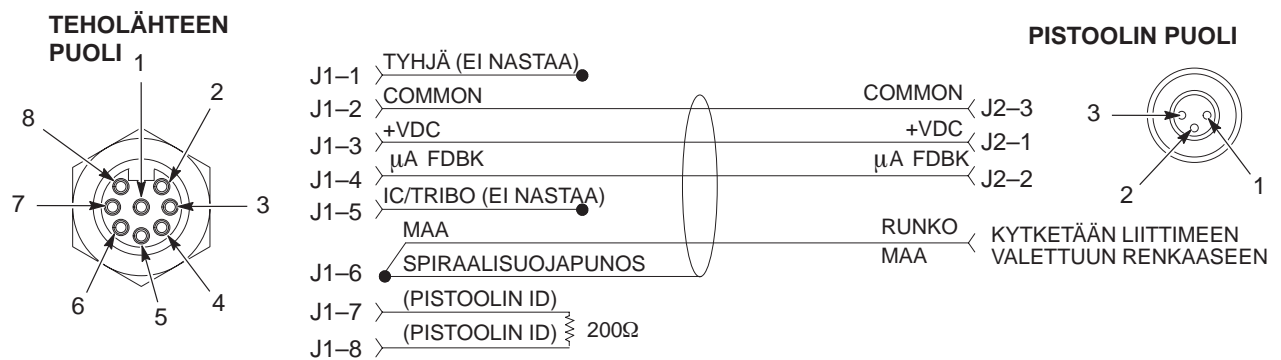 TEHOLÄHTEEN
PUOLI
1
2
8
7
3
6
5
4
J1–1 TYHJÄ (EI NASTAA)
J1–2 COMMON COMMON J2–3
J1–3 +VDC +VDC J2–1
J1–4 µA FDBK µA FDBK J2–2
J1–5 IC/TRIBO (EI NASTAA)
MAA RUNKO
MAA
J1–6 SPIRAALISUOJAPUNOS
J1–7 (PISTOOLIN ID)
200Ω
J1–8 (PISTOOLIN ID)
PISTOOLIN PUOLI
3
2
1
KYTKETÄÄN LIITTIMEEN
VALETTUUN RENKAASEEN